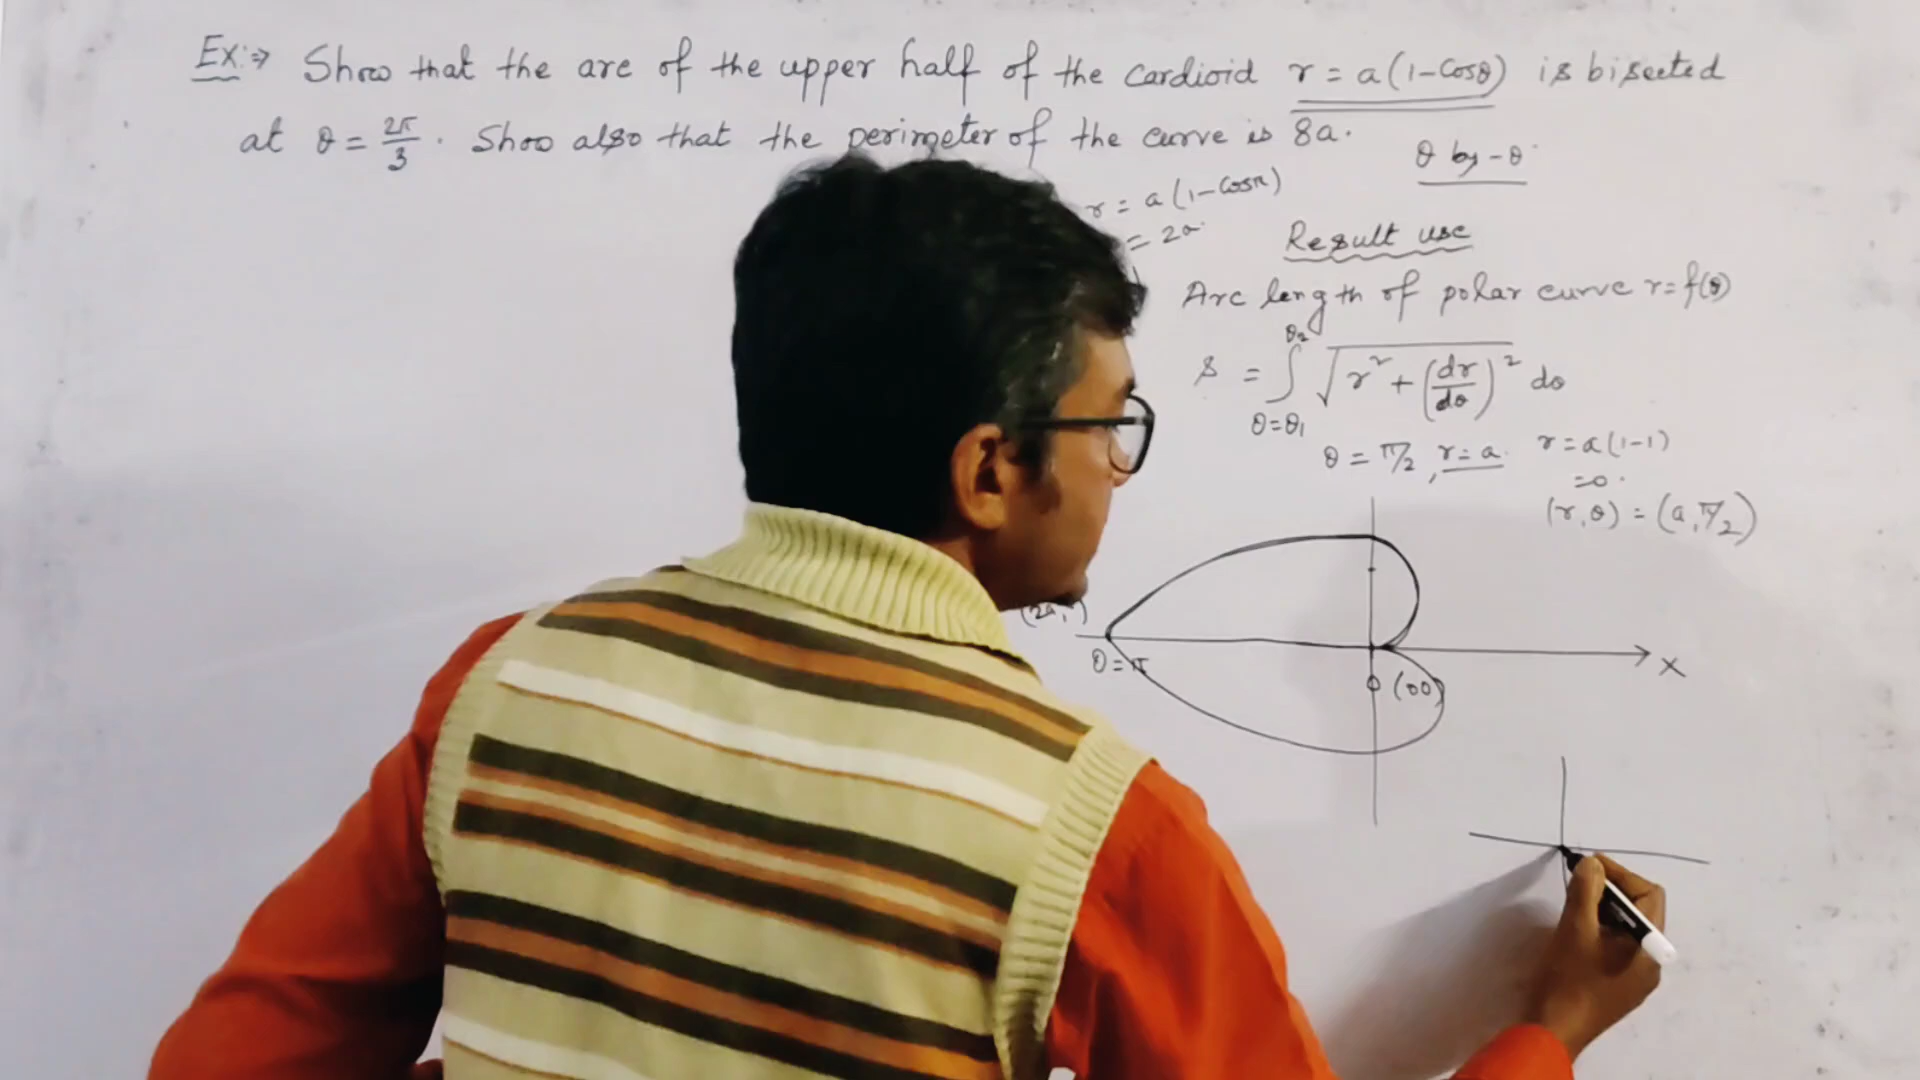 Ex:⇒ Show that the arc of the upper half of the cardioid r = a(1-Cosθ) is bisected
at θ = 2π/3 . Show also that the perimeter of the curve is 8a.
θ by -θ
r = a(1-Cosπ)
= 2a.
Result use
Arc length of polar curve r=f(θ)
s = ∫_{θ=θ₁}^{θ₂} √(r² + (dr/dθ)²) dθ
θ = π/2, r=a.
r=a(1-1)
=0.
(r,θ) = (a,π/2)
θ=π
X
O (00)